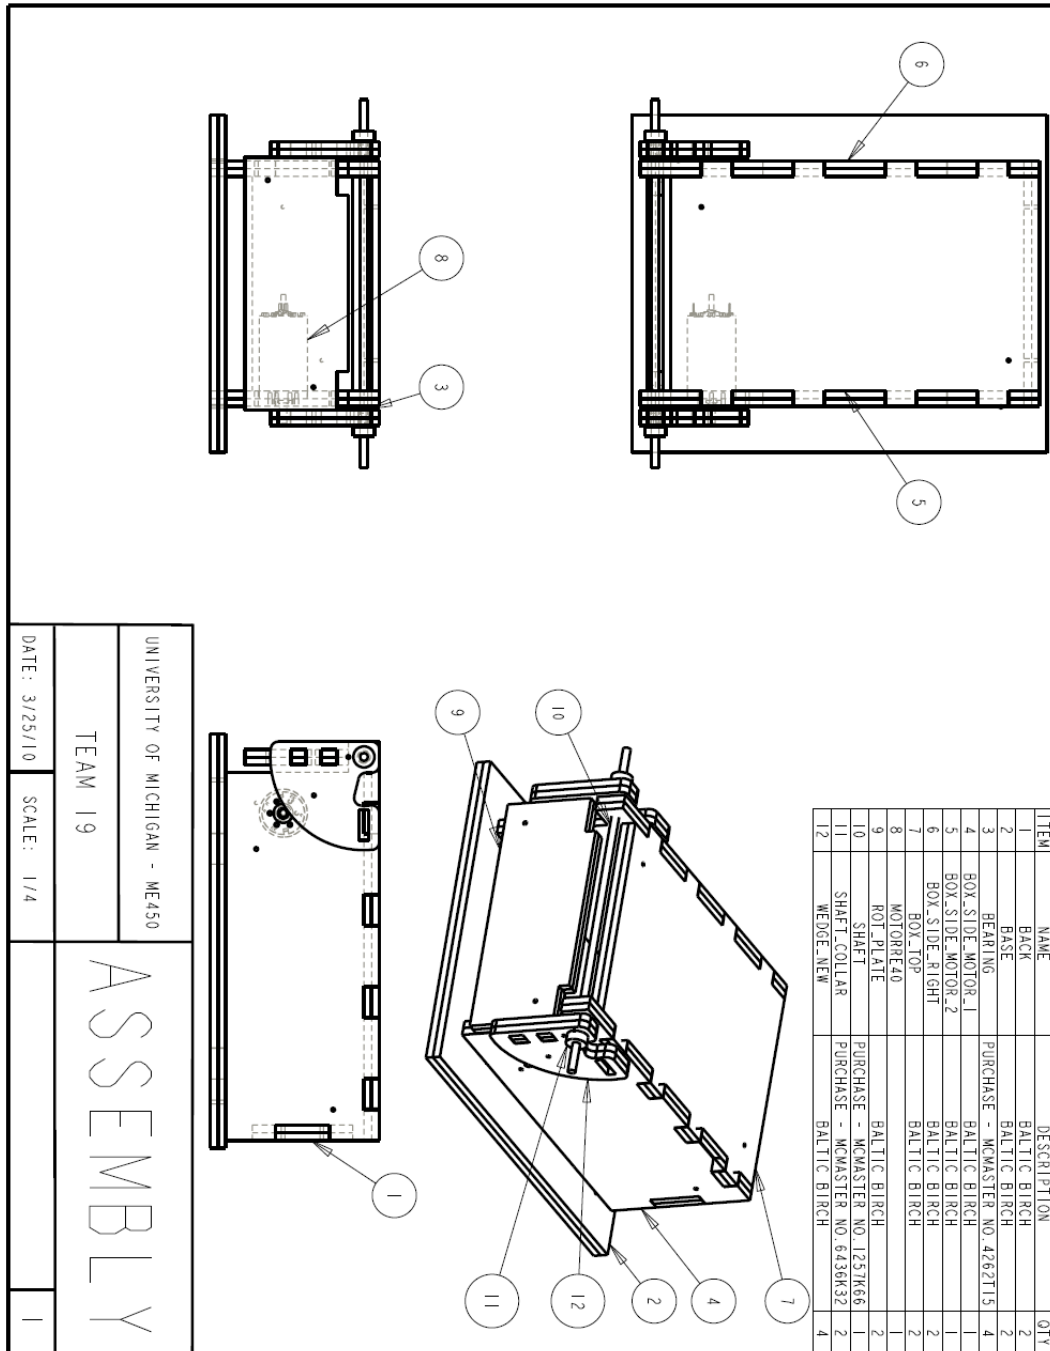 ITEM NAME DESCRIPTION QTY
1 BACK BALTIC BIRCH 2
2 BASE BALTIC BIRCH 2
3 BEARING PURCHASE - MCMASTER NO.4262T15 4
4 BOX_SIDE_MOTOR_1 BALTIC BIRCH 1
5 BOX_SIDE_MOTOR_2 BALTIC BIRCH 1
6 BOX_SIDE_RIGHT BALTIC BIRCH 2
7 BOX_TOP BALTIC BIRCH 2
8 MOTORRE40 1
9 ROT_PLATE BALTIC BIRCH 2
10 SHAFT PURCHASE - MCMASTER NO.1257K66 1
11 SHAFT_COLLAR PURCHASE - MCMASTER NO.6436K32 2
12 WEDGE_NEW BALTIC BIRCH 4
6
5
8
3
7
4
2
12
11
10
9
1
UNIVERSITY OF MICHIGAN - ME450
TEAM 19
DATE: 3/25/10 SCALE: 1/4
ASSEMBLY
1